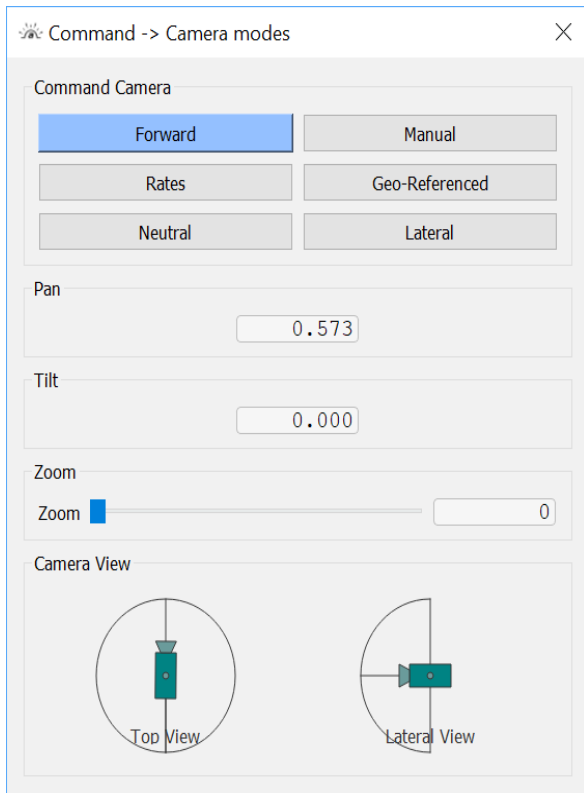 Command -> Camera modes
Command Camera
Forward
Manual
Rates
Geo-Referenced
Neutral
Lateral
Pan
0.573
Tilt
0.000
Zoom
Zoom
0
Camera View
Top View
Lateral View